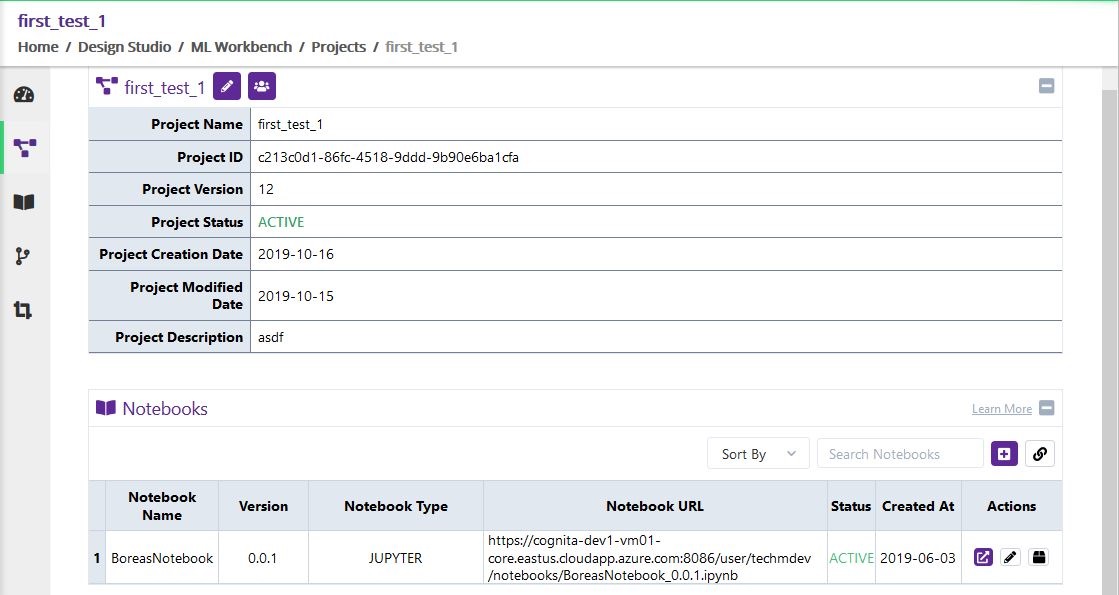 first_test_1
Home / Design Studio / ML Workbench / Projects / first_test_1
first_test_1
Project Name first_test_1
Project ID c213c0d1-86fc-4518-9ddd-9b90e6ba1cfa
Project Version 12
Project Status ACTIVE
Project Creation Date 2019-10-16
Project Modified
Date 2019-10-15
Project Description asdf
Notebooks Learn More
Sort By Search Notebooks
Notebook
Name Version Notebook Type Notebook URL Status Created At Actions
1 BoreasNotebook 0.0.1 JUPYTER https://cognita-dev1-vm01-
core.eastus.cloudapp.azure.com:8086/user/techmdev
/notebooks/BoreasNotebook_0.0.1.ipynb ACTIVE 2019-06-03